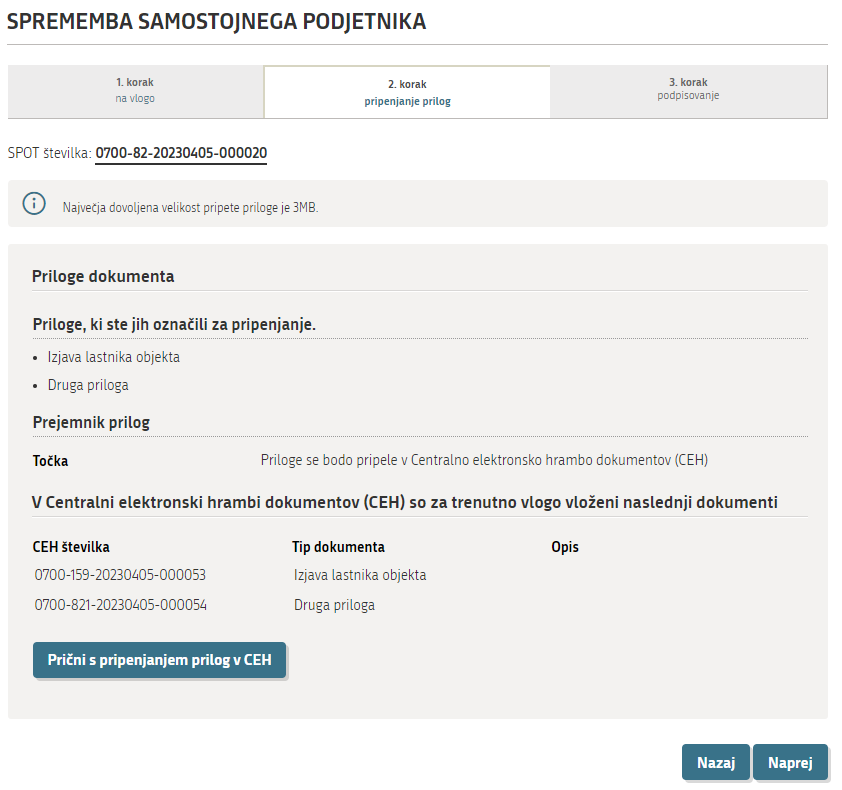 SPREMEMBA SAMOSTOJNEGA PODJETNIKA
1. korak
na vlogo
2. korak
pripenjanje prilog
3. korak
podpisovanje
SPOT številka: 0700-82-20230405-000020
Največja dovoljena velikost pripete priloge je 3MB.
Priloge dokumenta
Priloge, ki ste jih označili za pripenjanje.
• Izjava lastnika objekta
• Druga priloga
Prejemnik prilog
Točka Priloge se bodo pripele v Centralno elektronsko hrambo dokumentov (CEH)
V Centralni elektronski hrambi dokumentov (CEH) so za trenutno vlogo vloženi naslednji dokumenti
CEH številka Tip dokumenta Opis
0700-159-20230405-000053 Izjava lastnika objekta
0700-821-20230405-000054 Druga priloga
Prični s pripenjanjem prilog v CEH
Nazaj Naprej